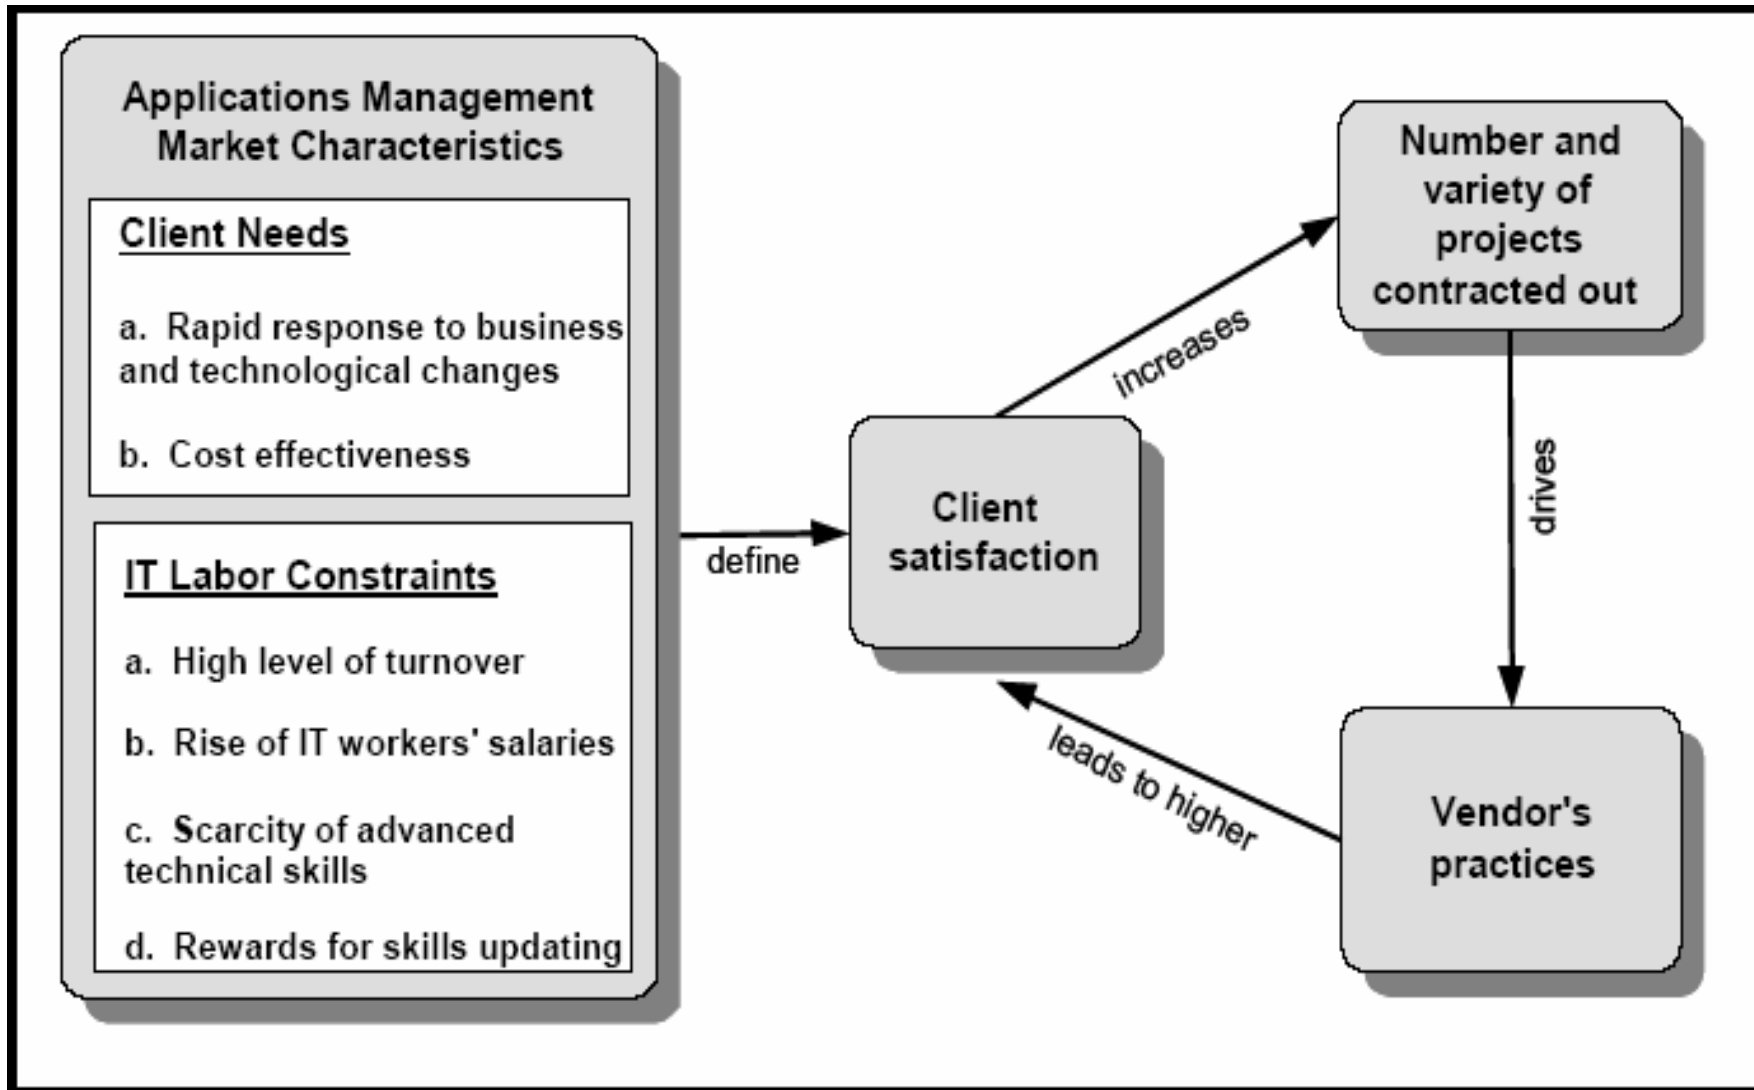 Applications Management
Market Characteristics
Client Needs
a. Rapid response to business
and technological changes
b. Cost effectiveness
IT Labor Constraints
a. High level of turnover
b. Rise of IT workers' salaries
c. Scarcity of advanced
technical skills
d. Rewards for skills updating
define
Client
satisfaction
increases
Number and
variety of
projects
contracted out
drives
Vendor's
practices
leads to higher